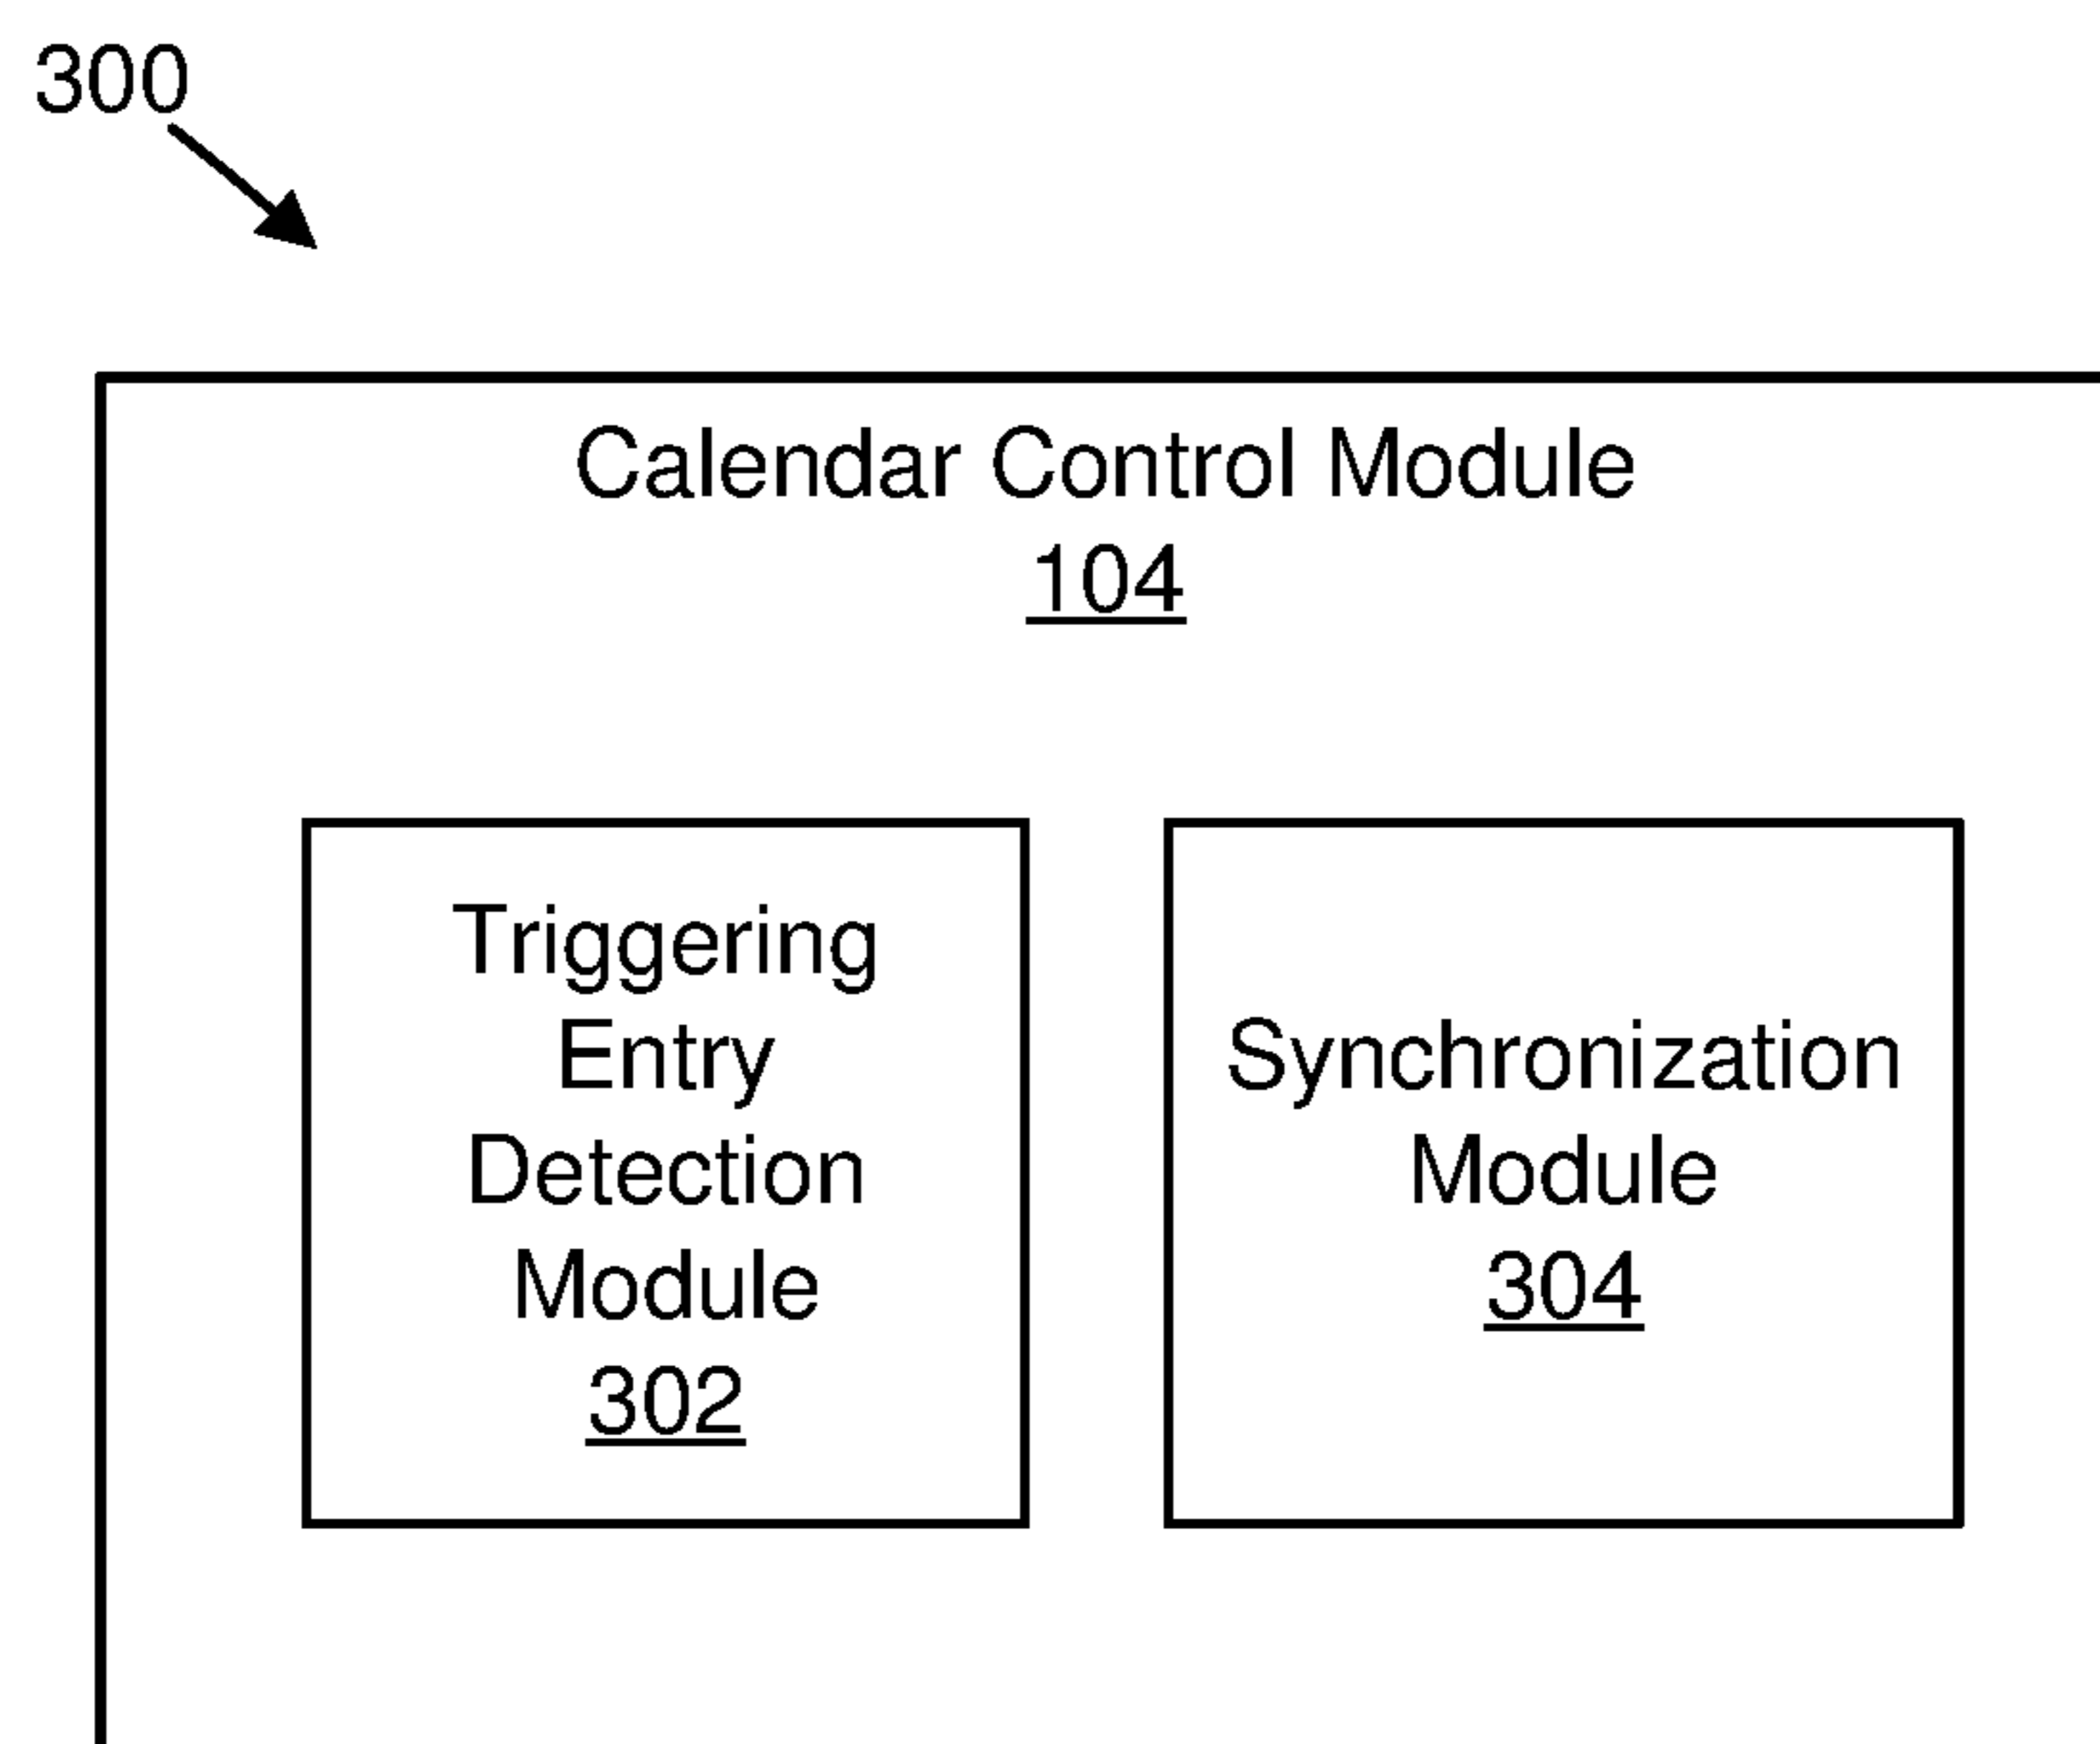 300
Calendar Control Module
104
Triggering
Entry
Detection
Module
302
Synchronization
Module
304